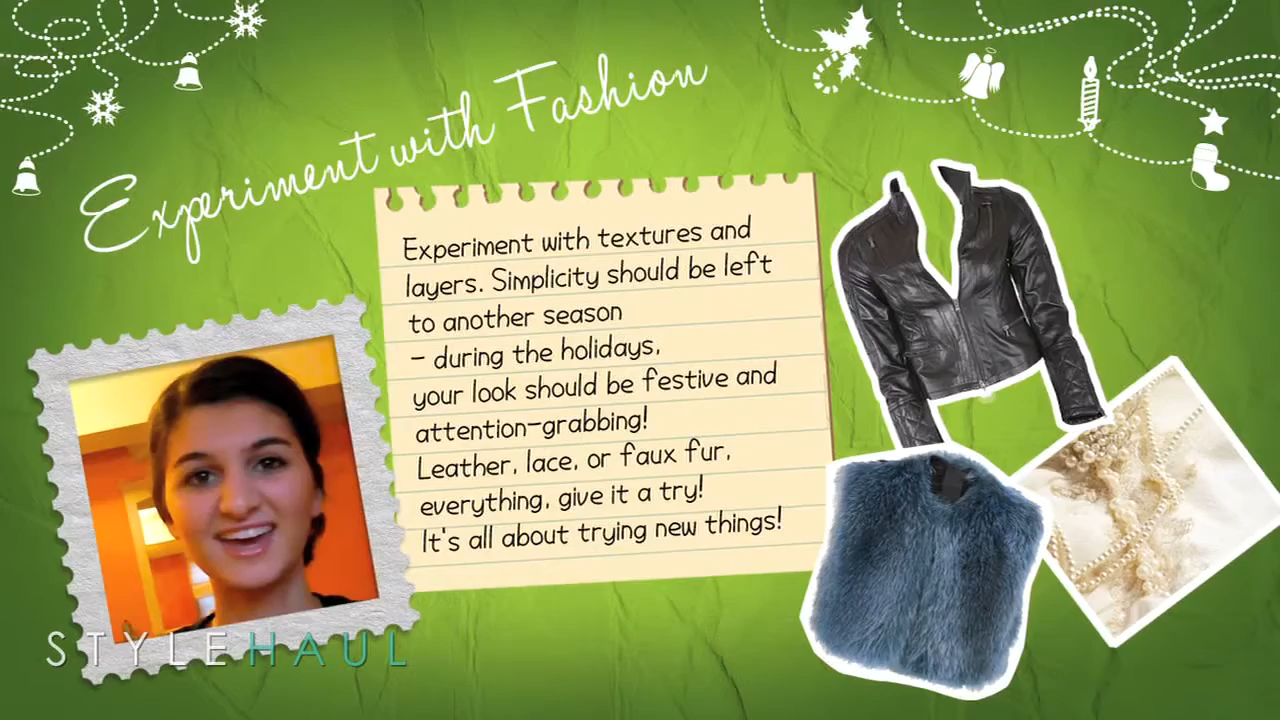 Experiment with Fashion
Experiment with textures and
layers. Simplicity should be left
to another season
- during the holidays,
your look should be festive and
attention-grabbing!
Leather, lace, or faux fur,
everything, give it a try!
It's all about trying new things!
STYLEHAUL